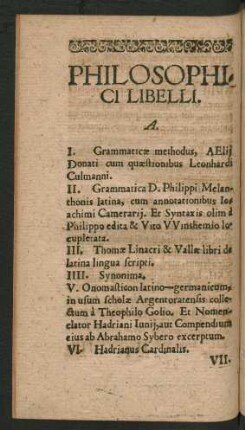 PHILOSOPHI-
CI LIBELLI.
A.
I. Grammaticæ methodus, AElij
Donati cum quæstionibus Leonhardi
Culmanni.
II. Grammatica D. Philippi Melan-
thonis latina, cum annotationibus Io-
achimi Camerarij. Et Syntaxis olim à
Philippo edita & Vito VVinshemio lo-
cupletata.
III. Thomæ Linacri & Vallæ libri de
latina lingua scripti.
IIII. Synonima.
V. Onomasticon latino-germanicum,
in usum scholæ Argentoratensis colle-
ctum à Theophilo Golio. Et Nomen-
clator Hadriani Iunij, aut Compendium
eius ab Abrahamo Sybero excerptum.
VI. Hadrianus Cardinalis.
VII.